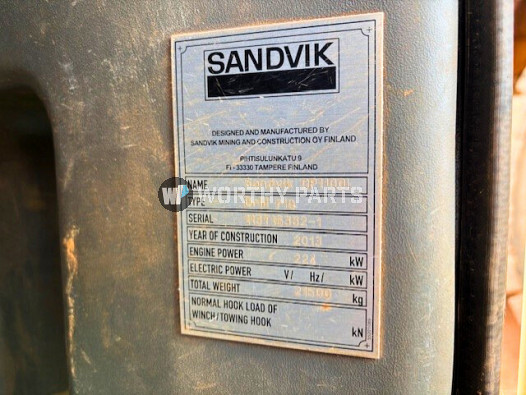 SANDVIK
DESIGNED AND MANUFACTURED BY
SANDVIK MINING AND CONSTRUCTION OY FINLAND
PIHTISULUNKATU 9
FI - 33330 TAMPERE FINLAND
NAME
WORTHY PARTS
TYPE
SERIAL
YEAR OF CONSTRUCTION 2013
ENGINE POWER 224 kW
ELECTRIC POWER V/ Hz/ kW
TOTAL WEIGHT kg
NORMAL HOOK LOAD OF
WINCH/TOWING HOOK kN